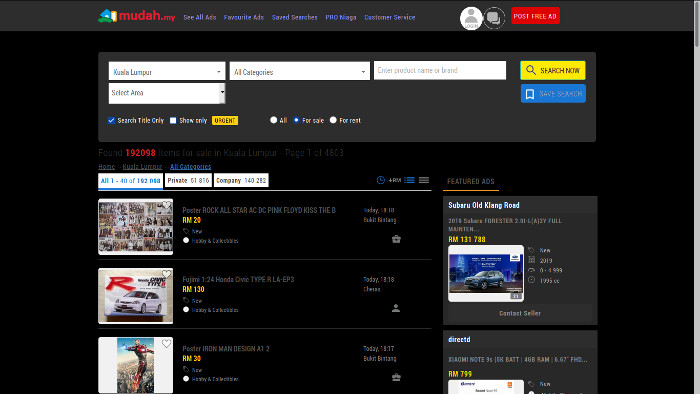 mudah.my See All Ads Favourite Ads Saved Searches PRO Niaga Customer Service LOGIN POST FREE AD
Kuala Lumpur All Categories Enter product name or brand SEARCH NOW
Select Area SAVE SEARCH
Search Title Only Show only URGENT All For sale For rent
Found 192098 items for sale in Kuala Lumpur - Page 1 of 4803
Home Kuala Lumpur All Categories
All 1 - 40 of 192 098 Private 51 816 Company 140 282 +RM FEATURED ADS
Poster ROCK ALL STAR AC DC PINK FLOYD KISS THE B Today, 18:18
RM 20 Bukit Bintang
New
Hobby & Collectibles
Fujimi 1:24 Honda Civic TYPE R LA-EP3 Today, 18:18
RM 130 Cheras
New
Hobby & Collectibles
Poster IRON MAN DESIGN A1 2 Today, 18:17
RM 30 Bukit Bintang
New
Hobby & Collectibles
Subaru Old Klang Road
2019 Subaru FORESTER 2.0I-L(A)2Y FULL
MAINTEN...
RM 131 788
New
2019
0 - 4 999
1995 cc
Contact Seller
directd
XIAOMI NOTE 9s (5K BATT | 4GB RAM | 6.67" FHD...
RM 799
New